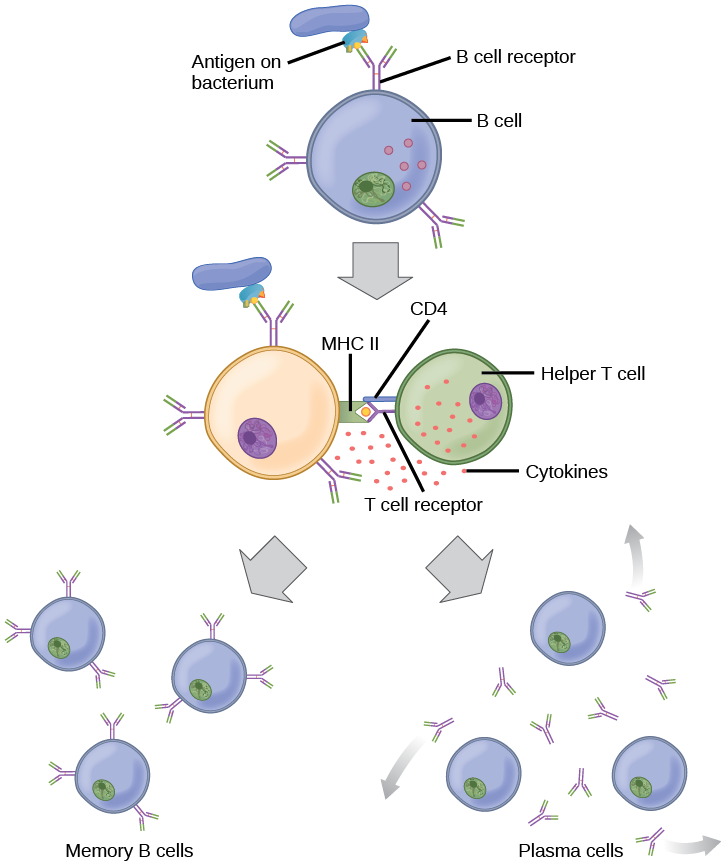 Antigen on
bacterium
B cell receptor
B cell
CD4
MHC II
Helper T cell
Cytokines
T cell receptor
Memory B cells
Plasma cells